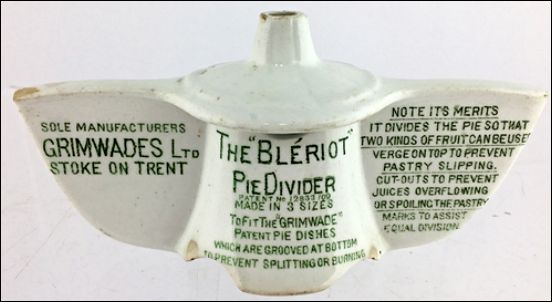 SOLE MANUFACTURERS
GRIMWADES LTD
STOKE ON TRENT
THE "BLÉRIOT"
PIE DIVIDER
PATENT NO
MADE IN 3 SIZES
TO FIT THE "GRIMWADE"
PATENT PIE DISHES
WHICH ARE GROOVED AT BOTTOM
TO PREVENT SPLITTING OR BURNING
NOTE ITS MERITS
IT DIVIDES THE PIE SO THAT
TWO KINDS OF FRUIT CAN BE USED
VERGE ON TOP TO PREVENT
PASTRY SLIPPING.
CUT-OUTS TO PREVENT
JUICES OVERFLOWING
OR SPOILING THE PASTRY
MARKS TO ASSIST
EQUAL DIVISION